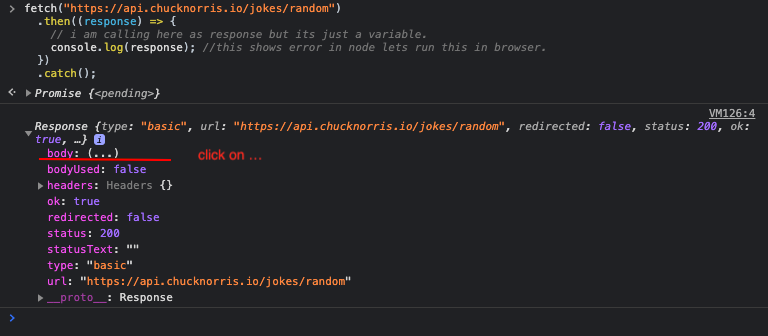 > fetch("https://api.chucknorris.io/jokes/random")
.then((response) => {
// i am calling here as response but its just a variable.
console.log(response); //this shows error in node lets run this in browser.
})
.catch();
Promise {<pending>}
VM126:4
Response {type: "basic", url: "https://api.chucknorris.io/jokes/random", redirected: false, status: 200, ok:
true, …} i
body: (...) click on ...
bodyUsed: false
headers: Headers {}
ok: true
redirected: false
status: 200
statusText: ""
type: "basic"
url: "https://api.chucknorris.io/jokes/random"
__proto__: Response
>